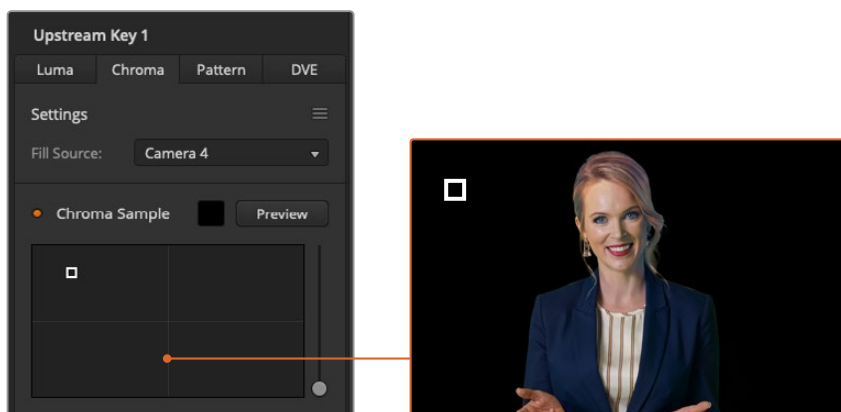 Upstream Key 1
Luma Chroma Pattern DVE
Settings
Fill Source: Camera 4
Chroma Sample Preview